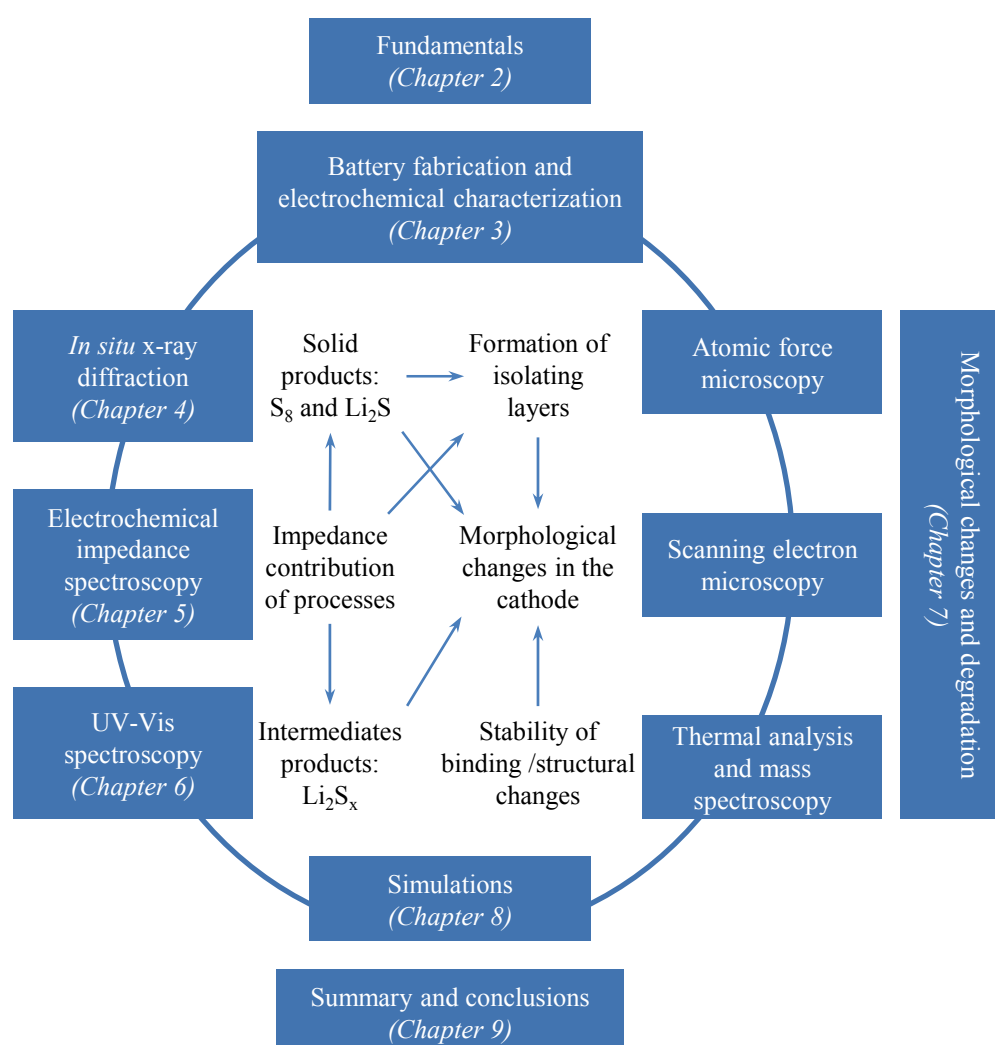 Fundamentals
(Chapter 2)
Battery fabrication and
electrochemical characterization
(Chapter 3)
In situ x-ray
diffraction
(Chapter 4)
Solid
products:
S₈ and Li₂S
Formation of
isolating
layers
Atomic force
microscopy
Electrochemical
impedance
spectroscopy
(Chapter 5)
Impedance
contribution
of processes
Morphological
changes in the
cathode
Scanning electron
microscopy
UV-Vis
spectroscopy
(Chapter 6)
Intermediates
products:
Li₂Sₓ
Stability of
binding /structural
changes
Thermal analysis
and mass
spectroscopy
Morphological changes and degradation
(Chapter 7)
Simulations
(Chapter 8)
Summary and conclusions
(Chapter 9)